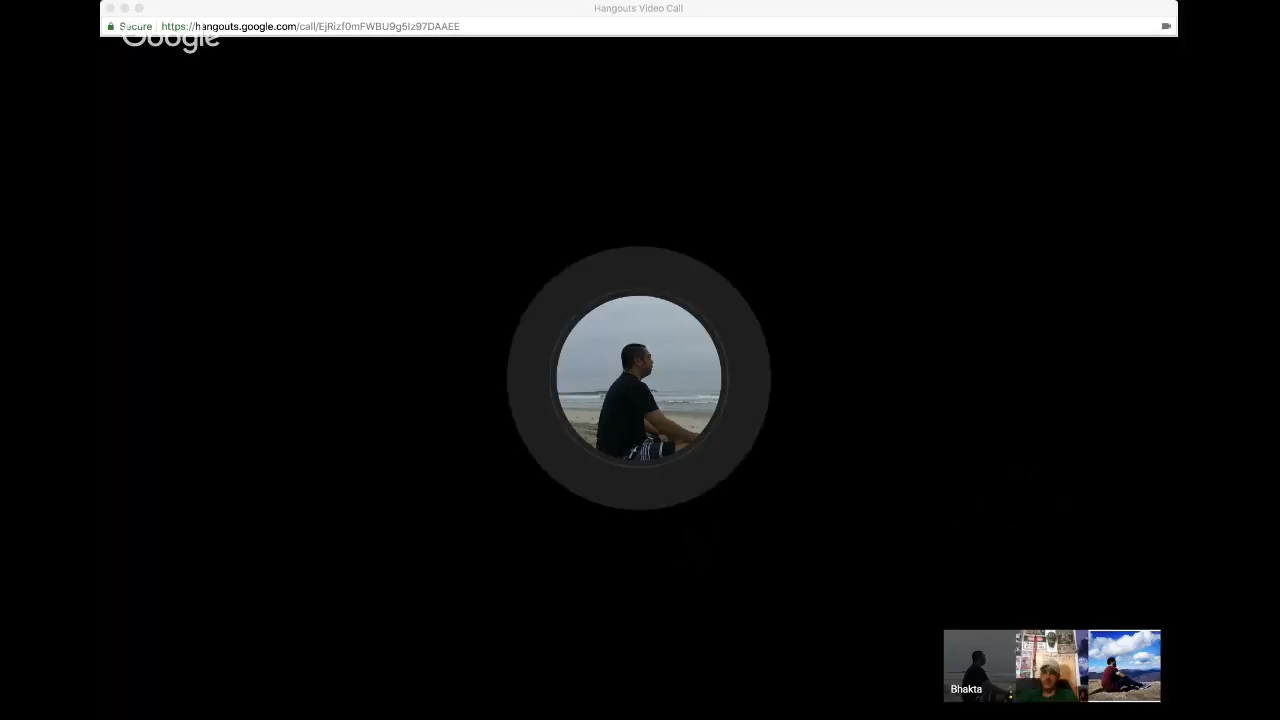 Hangouts Video Call
Secure https://hangouts.google.com/call/EjRizf0mFWBU9g5Iz97DAAEE
Google
Bhakta